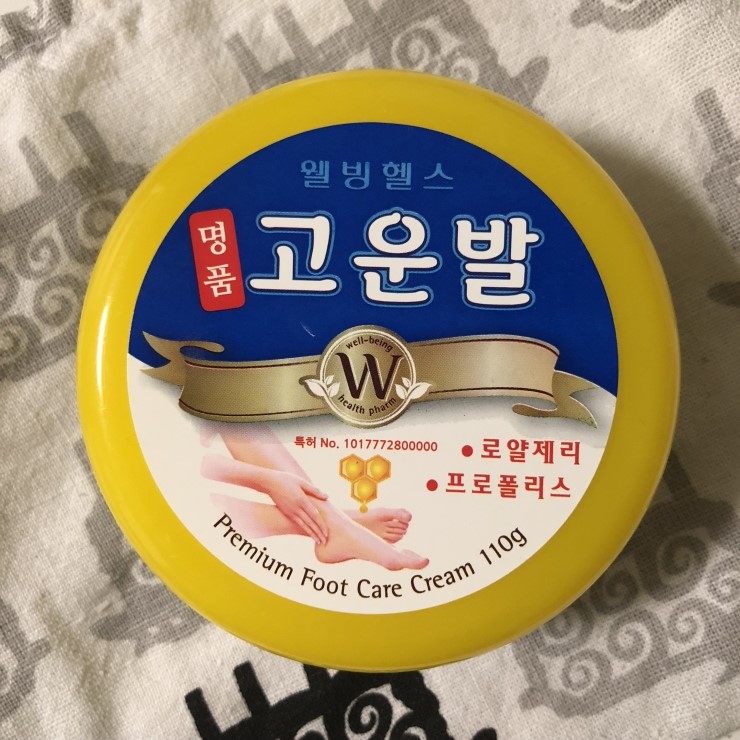 웰빙헬스
명품
고운발
well-being
W
health pharm
특허 No. 1017772800000
• 로얄제리
• 프로폴리스
Premium Foot Care Cream 110g